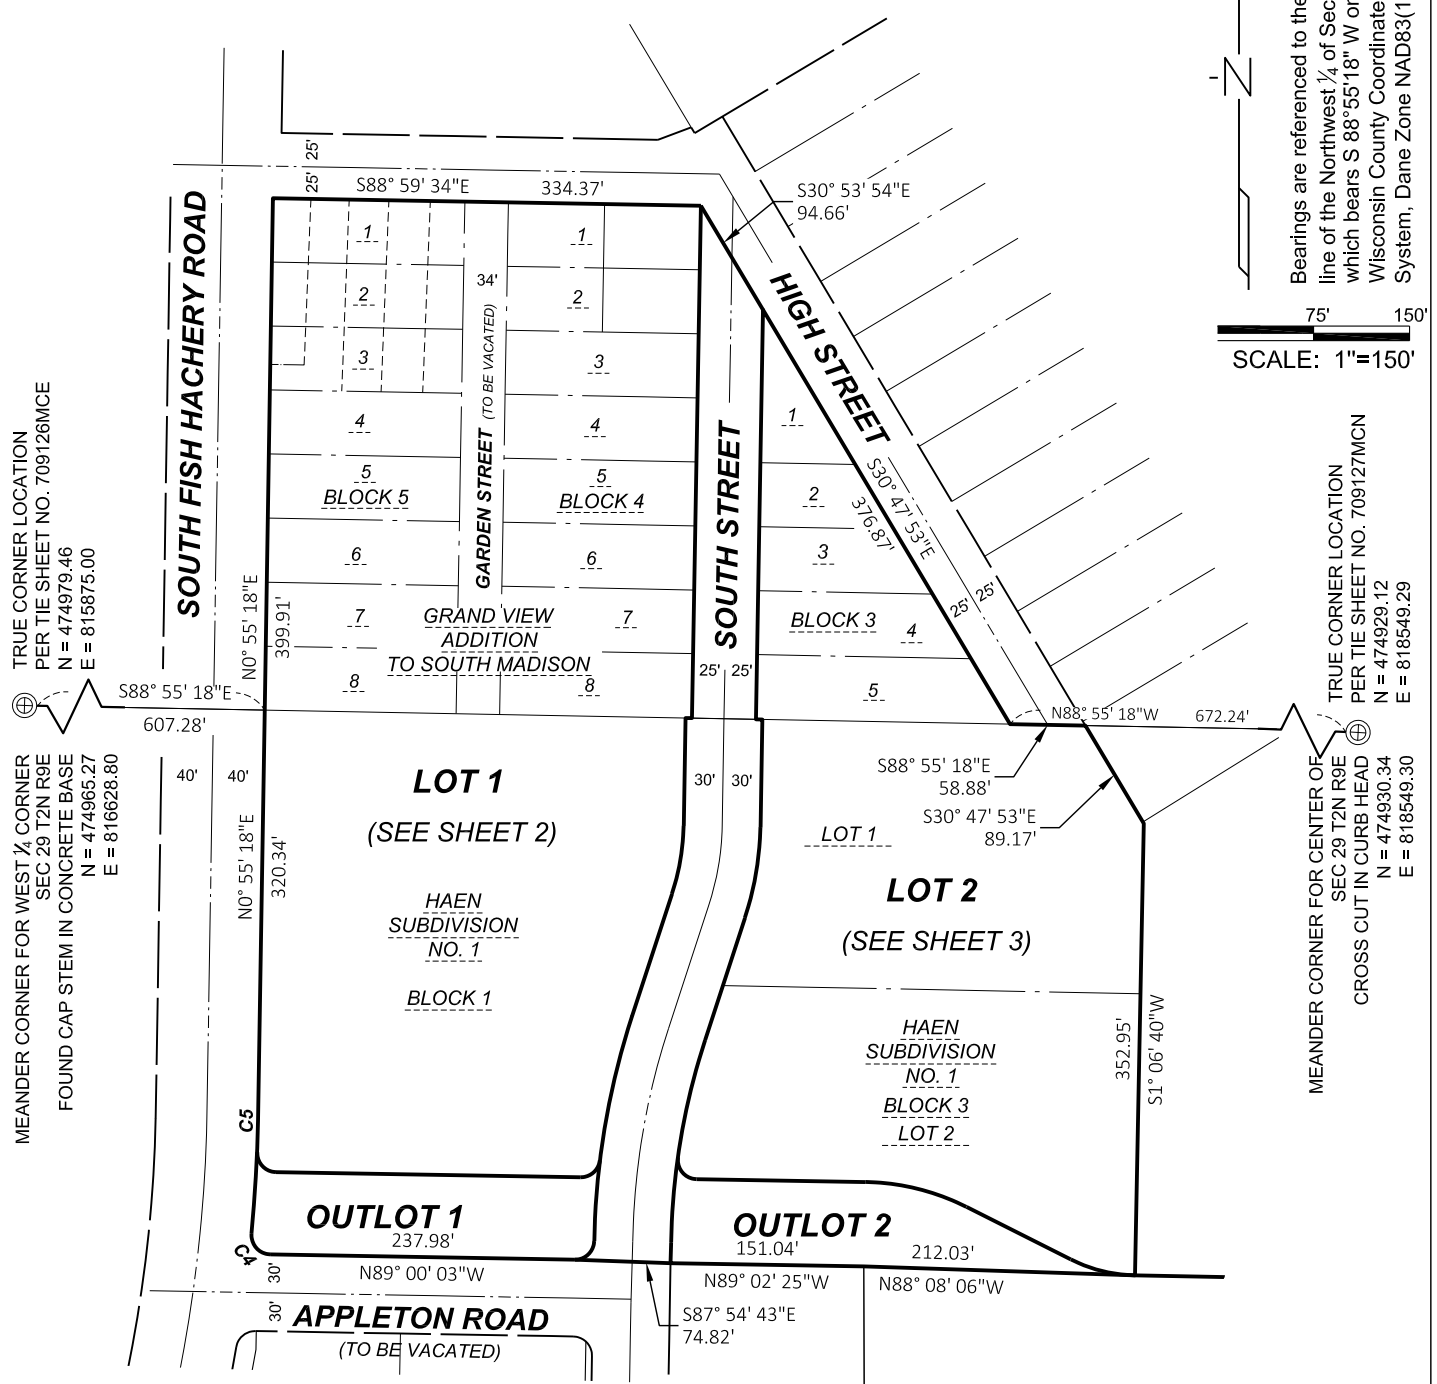 Bearings are referenced to the
line of the Northwest ¼ of Sec
which bears S 88°55'18" W or
Wisconsin County Coordinate
System, Dane Zone NAD83(1
75'
150'
SCALE: 1"=150'
25'
25'
S88° 59' 34"E
334.37'
S30° 53' 54"E
94.66'
SOUTH FISH HACHERY ROAD
HIGH STREET
1
2
3
4
5
BLOCK 5
6
7
8
34'
GARDEN STREET (TO BE VACATED)
1
2
3
4
5
BLOCK 4
6
7
8
GRAND VIEW
ADDITION
TO SOUTH MADISON
SOUTH STREET
25'
25'
1
2
3
BLOCK 3
4
5
S30° 47' 53"E
376.87'
25'
25'
TRUE CORNER LOCATION
PER TIE SHEET NO. 709126MCE
N = 474979.46
E = 815875.00
N0° 55' 18"E
399.91'
S88° 55' 18"E
607.28'
TRUE CORNER LOCATION
PER TIE SHEET NO. 709127MCN
N = 474929.12
E = 818549.29
N88° 55' 18"W
672.24'
MEANDER CORNER FOR WEST ¼ CORNER
SEC 29 T2N R9E
FOUND CAP STEM IN CONCRETE BASE
N = 474965.27
E = 816628.80
40'
40'
N0° 55' 18"E
320.34'
LOT 1
(SEE SHEET 2)
HAEN
SUBDIVISION
NO. 1
BLOCK 1
30'
30'
S88° 55' 18"E
58.88'
S30° 47' 53"E
89.17'
LOT 1
LOT 2
(SEE SHEET 3)
HAEN
SUBDIVISION
NO. 1
BLOCK 3
LOT 2
352.95'
S1° 06' 40"W
MEANDER CORNER FOR CENTER OF
SEC 29 T2N R9E
CROSS CUT IN CURB HEAD
N = 474930.34
E = 818549.30
C5
C4
OUTLOT 1
237.98'
N89° 00' 03"W
OUTLOT 2
151.04'
212.03'
N89° 02' 25"W
N88° 08' 06"W
30'
30'
APPLETON ROAD
(TO BE VACATED)
S87° 54' 43"E
74.82'